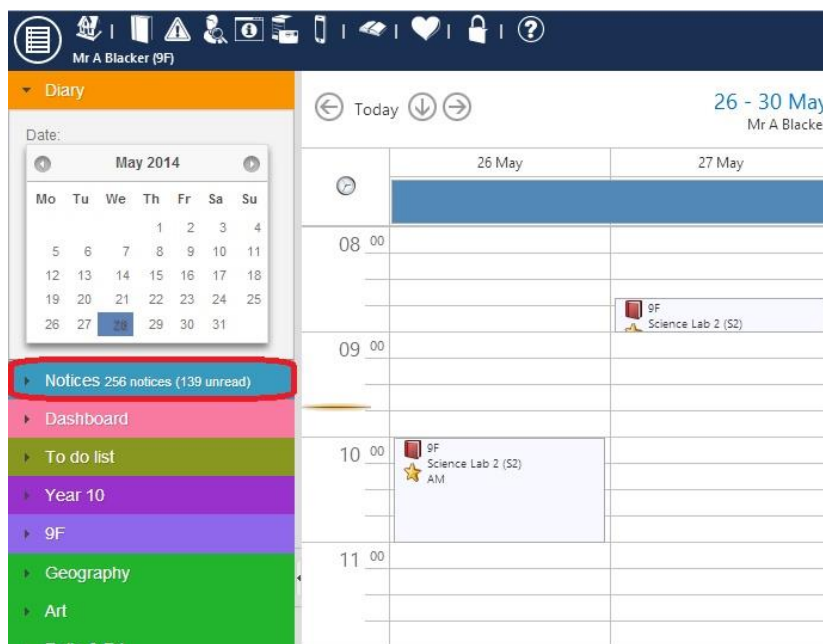 Mr A Blacker (9F)
Diary
Date:
May 2014
Mo Tu We Th Fr Sa Su
1 2 3 4
5 6 7 8 9 10 11
12 13 14 15 16 17 18
19 20 21 22 23 24 25
26 27 28 29 30 31
Notices 256 notices (139 unread)
Dashboard
To do list
Year 10
9F
Geography
Art
Today
26 - 30 May
Mr A Blacke
26 May 27 May
08 00
9F
Science Lab 2 (S2)
09 00
10 00
9F
Science Lab 2 (S2)
AM
11 00